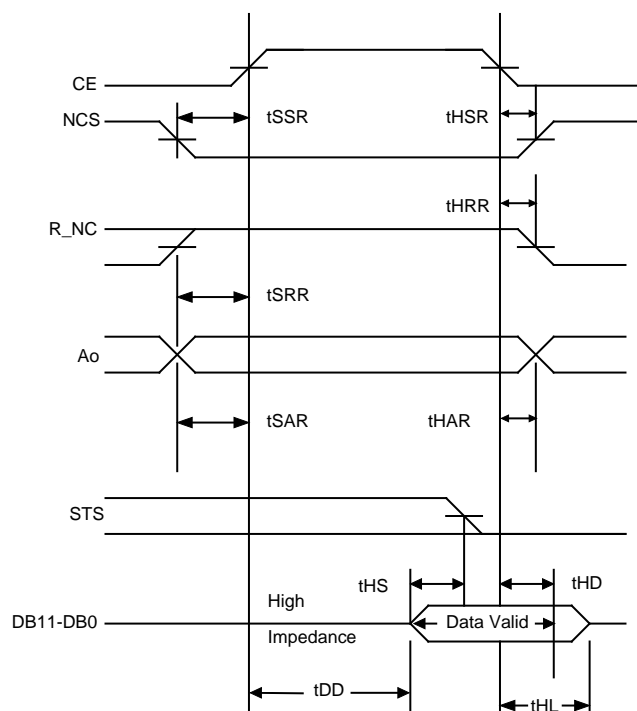 CE
NCS
tSSR
tHSR
tHRR
R_NC
tSRR
Ao
tSAR
tHAR
STS
tHS
tHD
High
DB11-DB0
Data Valid
Impedance
tDD
tHL